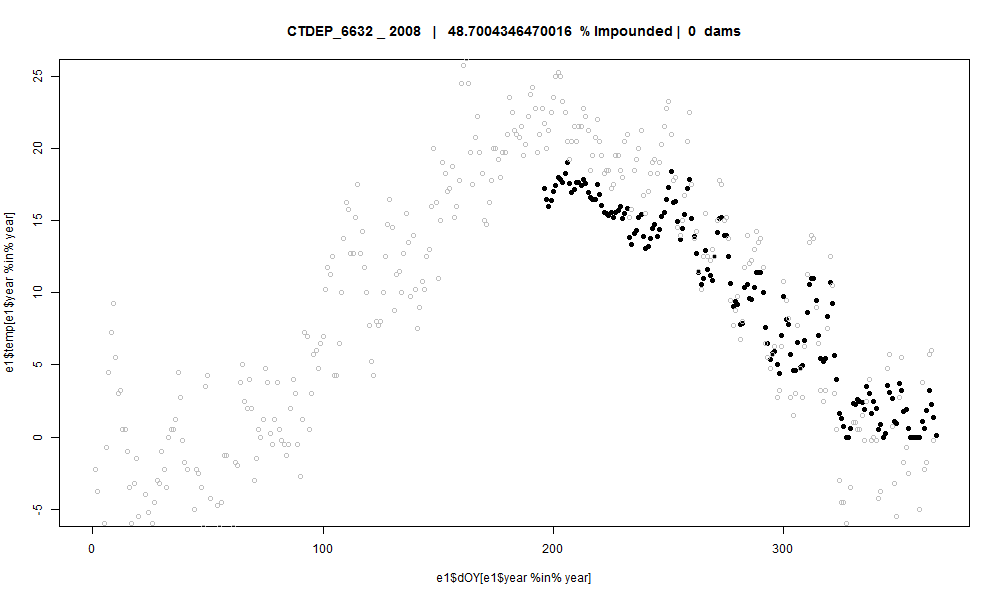 CTDEP_6632 _ 2008 | 48.7004346470016 % Impounded | 0 dams
25
20
15
10
5
0
-5
e1$temp[e1$year %in% year]
0 100 200 300
e1$dOY[e1$year %in% year]